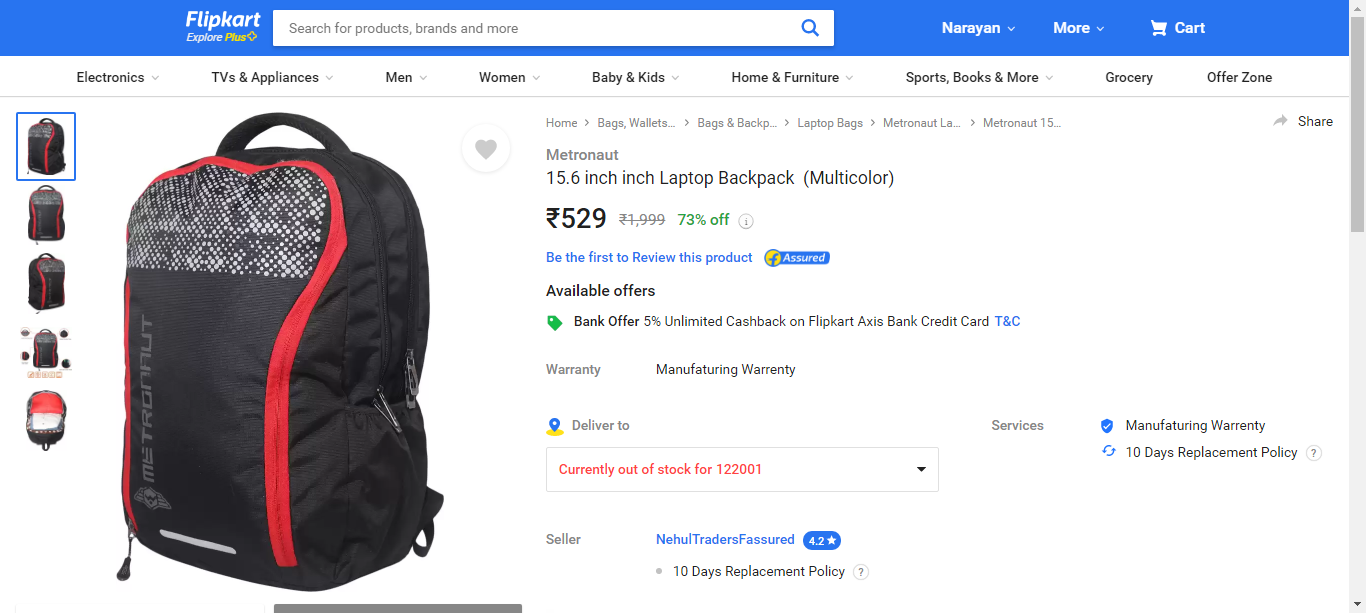 Flipkart
Explore Plus
Search for products, brands and more
Narayan
More
Cart
Electronics
TVs & Appliances
Men
Women
Baby & Kids
Home & Furniture
Sports, Books & More
Grocery
Offer Zone
Home > Bags, Wallets... > Bags & Backp... > Laptop Bags > Metronaut La... > Metronaut 15...
Share
Metronaut
15.6 inch inch Laptop Backpack (Multicolor)
₹529 ₹1,999 73% off i
Be the first to Review this product
f Assured
Available offers
Bank Offer 5% Unlimited Cashback on Flipkart Axis Bank Credit Card T&C
Warranty
Manufaturing Warrenty
Deliver to
Currently out of stock for 122001
Services
Manufaturing Warrenty
10 Days Replacement Policy ?
Seller
NehulTradersFassured 4.2 ★
10 Days Replacement Policy ?
METRONAUT